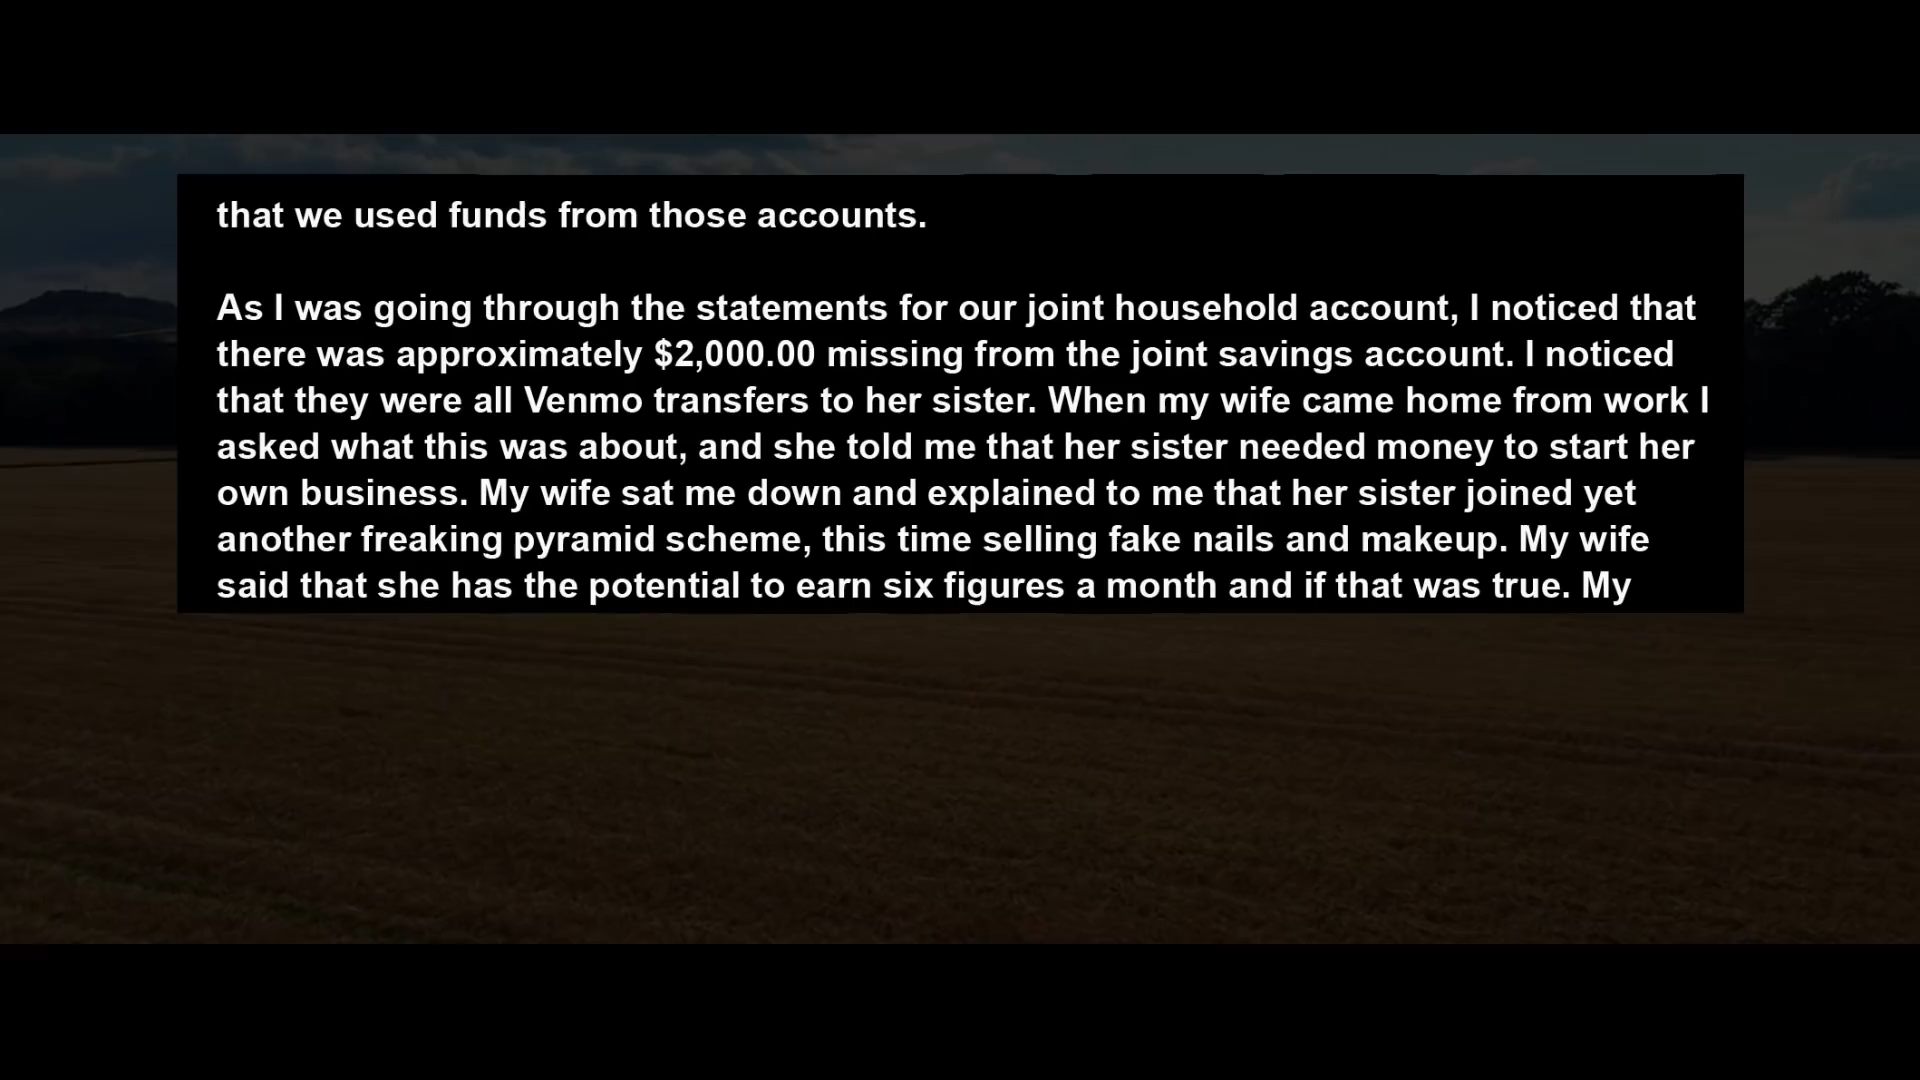 that we used funds from those accounts.
As I was going through the statements for our joint household account, I noticed that
there was approximately $2,000.00 missing from the joint savings account. I noticed
that they were all Venmo transfers to her sister. When my wife came home from work I
asked what this was about, and she told me that her sister needed money to start her
own business. My wife sat me down and explained to me that her sister joined yet
another freaking pyramid scheme, this time selling fake nails and makeup. My wife
said that she has the potential to earn six figures a month and if that was true. My